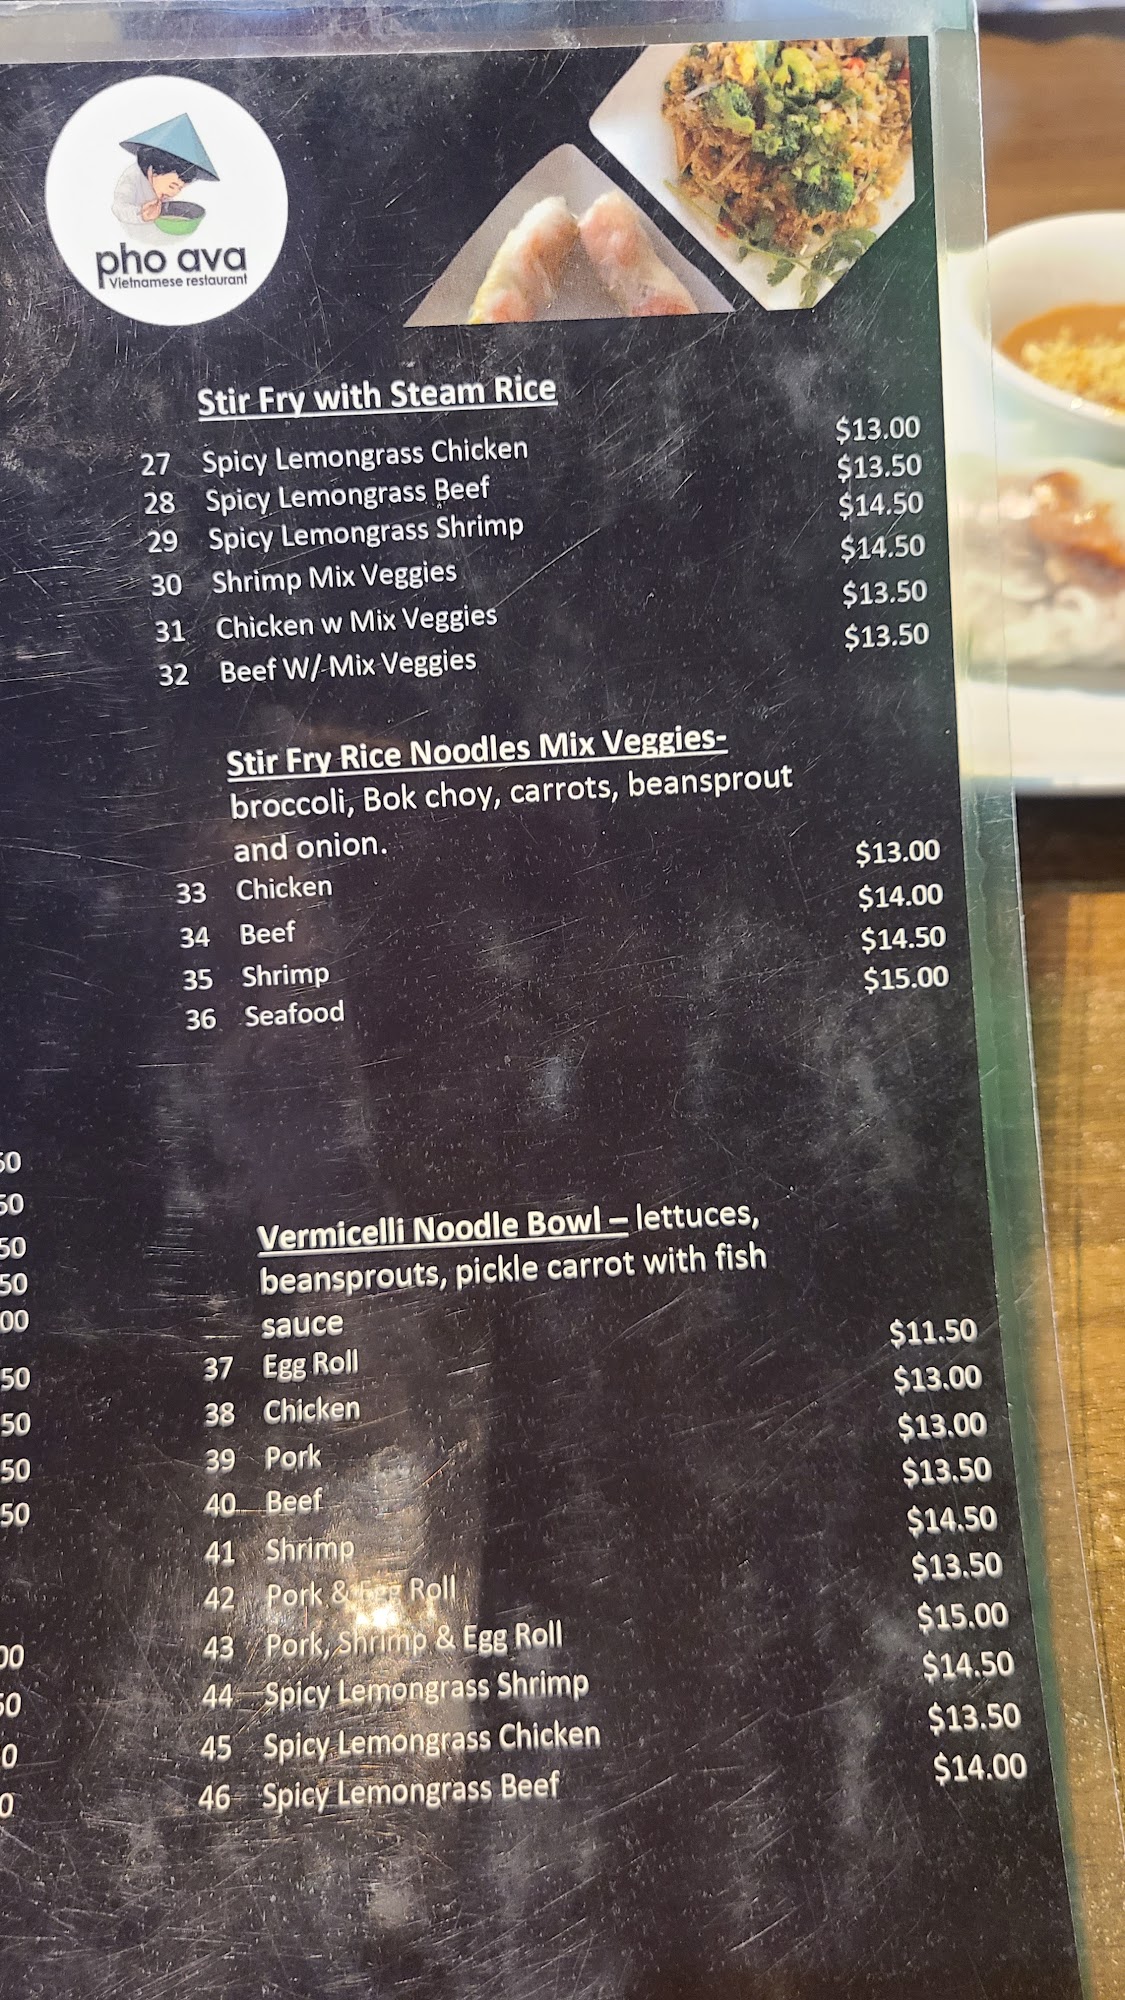 pho ava
Vietnamese restaurant
Stir Fry with Steam Rice
27 Spicy Lemongrass Chicken $13.00
28 Spicy Lemongrass Beef $13.50
29 Spicy Lemongrass Shrimp $14.50
30 Shrimp Mix Veggies $14.50
31 Chicken w Mix Veggies $13.50
32 Beef W/ Mix Veggies $13.50
Stir Fry Rice Noodles Mix Veggies-
broccoli, Bok choy, carrots, beansprout
and onion.
33 Chicken $13.00
34 Beef $14.00
35 Shrimp $14.50
36 Seafood $15.00
Vermicelli Noodle Bowl – lettuces,
beansprouts, pickle carrot with fish
sauce
37 Egg Roll $11.50
38 Chicken $13.00
39 Pork $13.00
40 Beef $13.50
41 Shrimp $14.50
42 Pork & Egg Roll $13.50
43 Pork, Shrimp & Egg Roll $15.00
44 Spicy Lemongrass Shrimp $14.50
45 Spicy Lemongrass Chicken $13.50
46 Spicy Lemongrass Beef $14.00